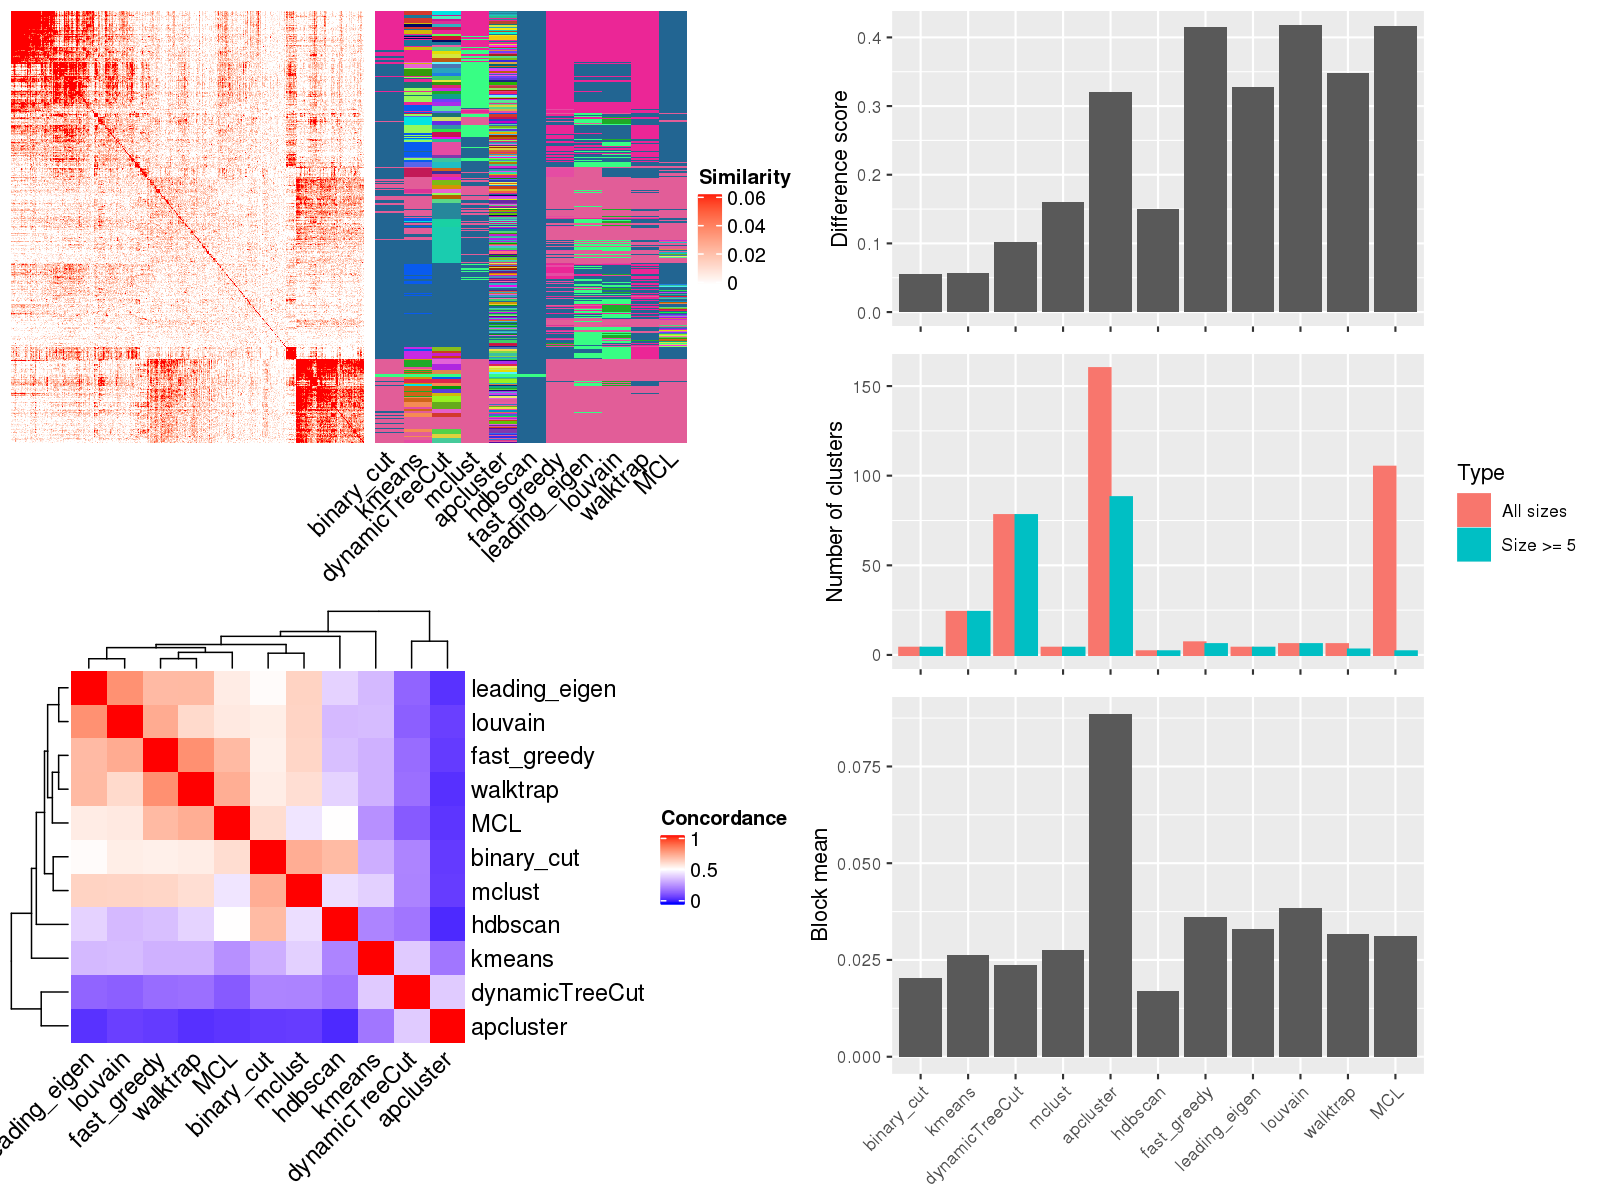 Similarity
0.06
0.04
0.02
0
binary_cut
kmeans
dynamicTreeCut
mclust
apcluster
hdbscan
fast_greedy
leading_eigen
louvain
walktrap
MCL
Difference score
0.4
0.3
0.2
0.1
0.0
Number of clusters
150
100
50
0
Type
All sizes
Size >= 5
leading_eigen
louvain
fast_greedy
walktrap
MCL
binary_cut
mclust
hdbscan
kmeans
dynamicTreeCut
apcluster
Concordance
1
0.5
0
eading_eigen
louvain
fast_greedy
walktrap
MCL
binary_cut
mclust
hdbscan
kmeans
dynamicTreeCut
apcluster
Block mean
0.075
0.050
0.025
0.000
binary_cut
kmeans
dynamicTreeCut
mclust
apcluster
hdbscan
fast_greedy
leading_eigen
louvain
walktrap
MCL